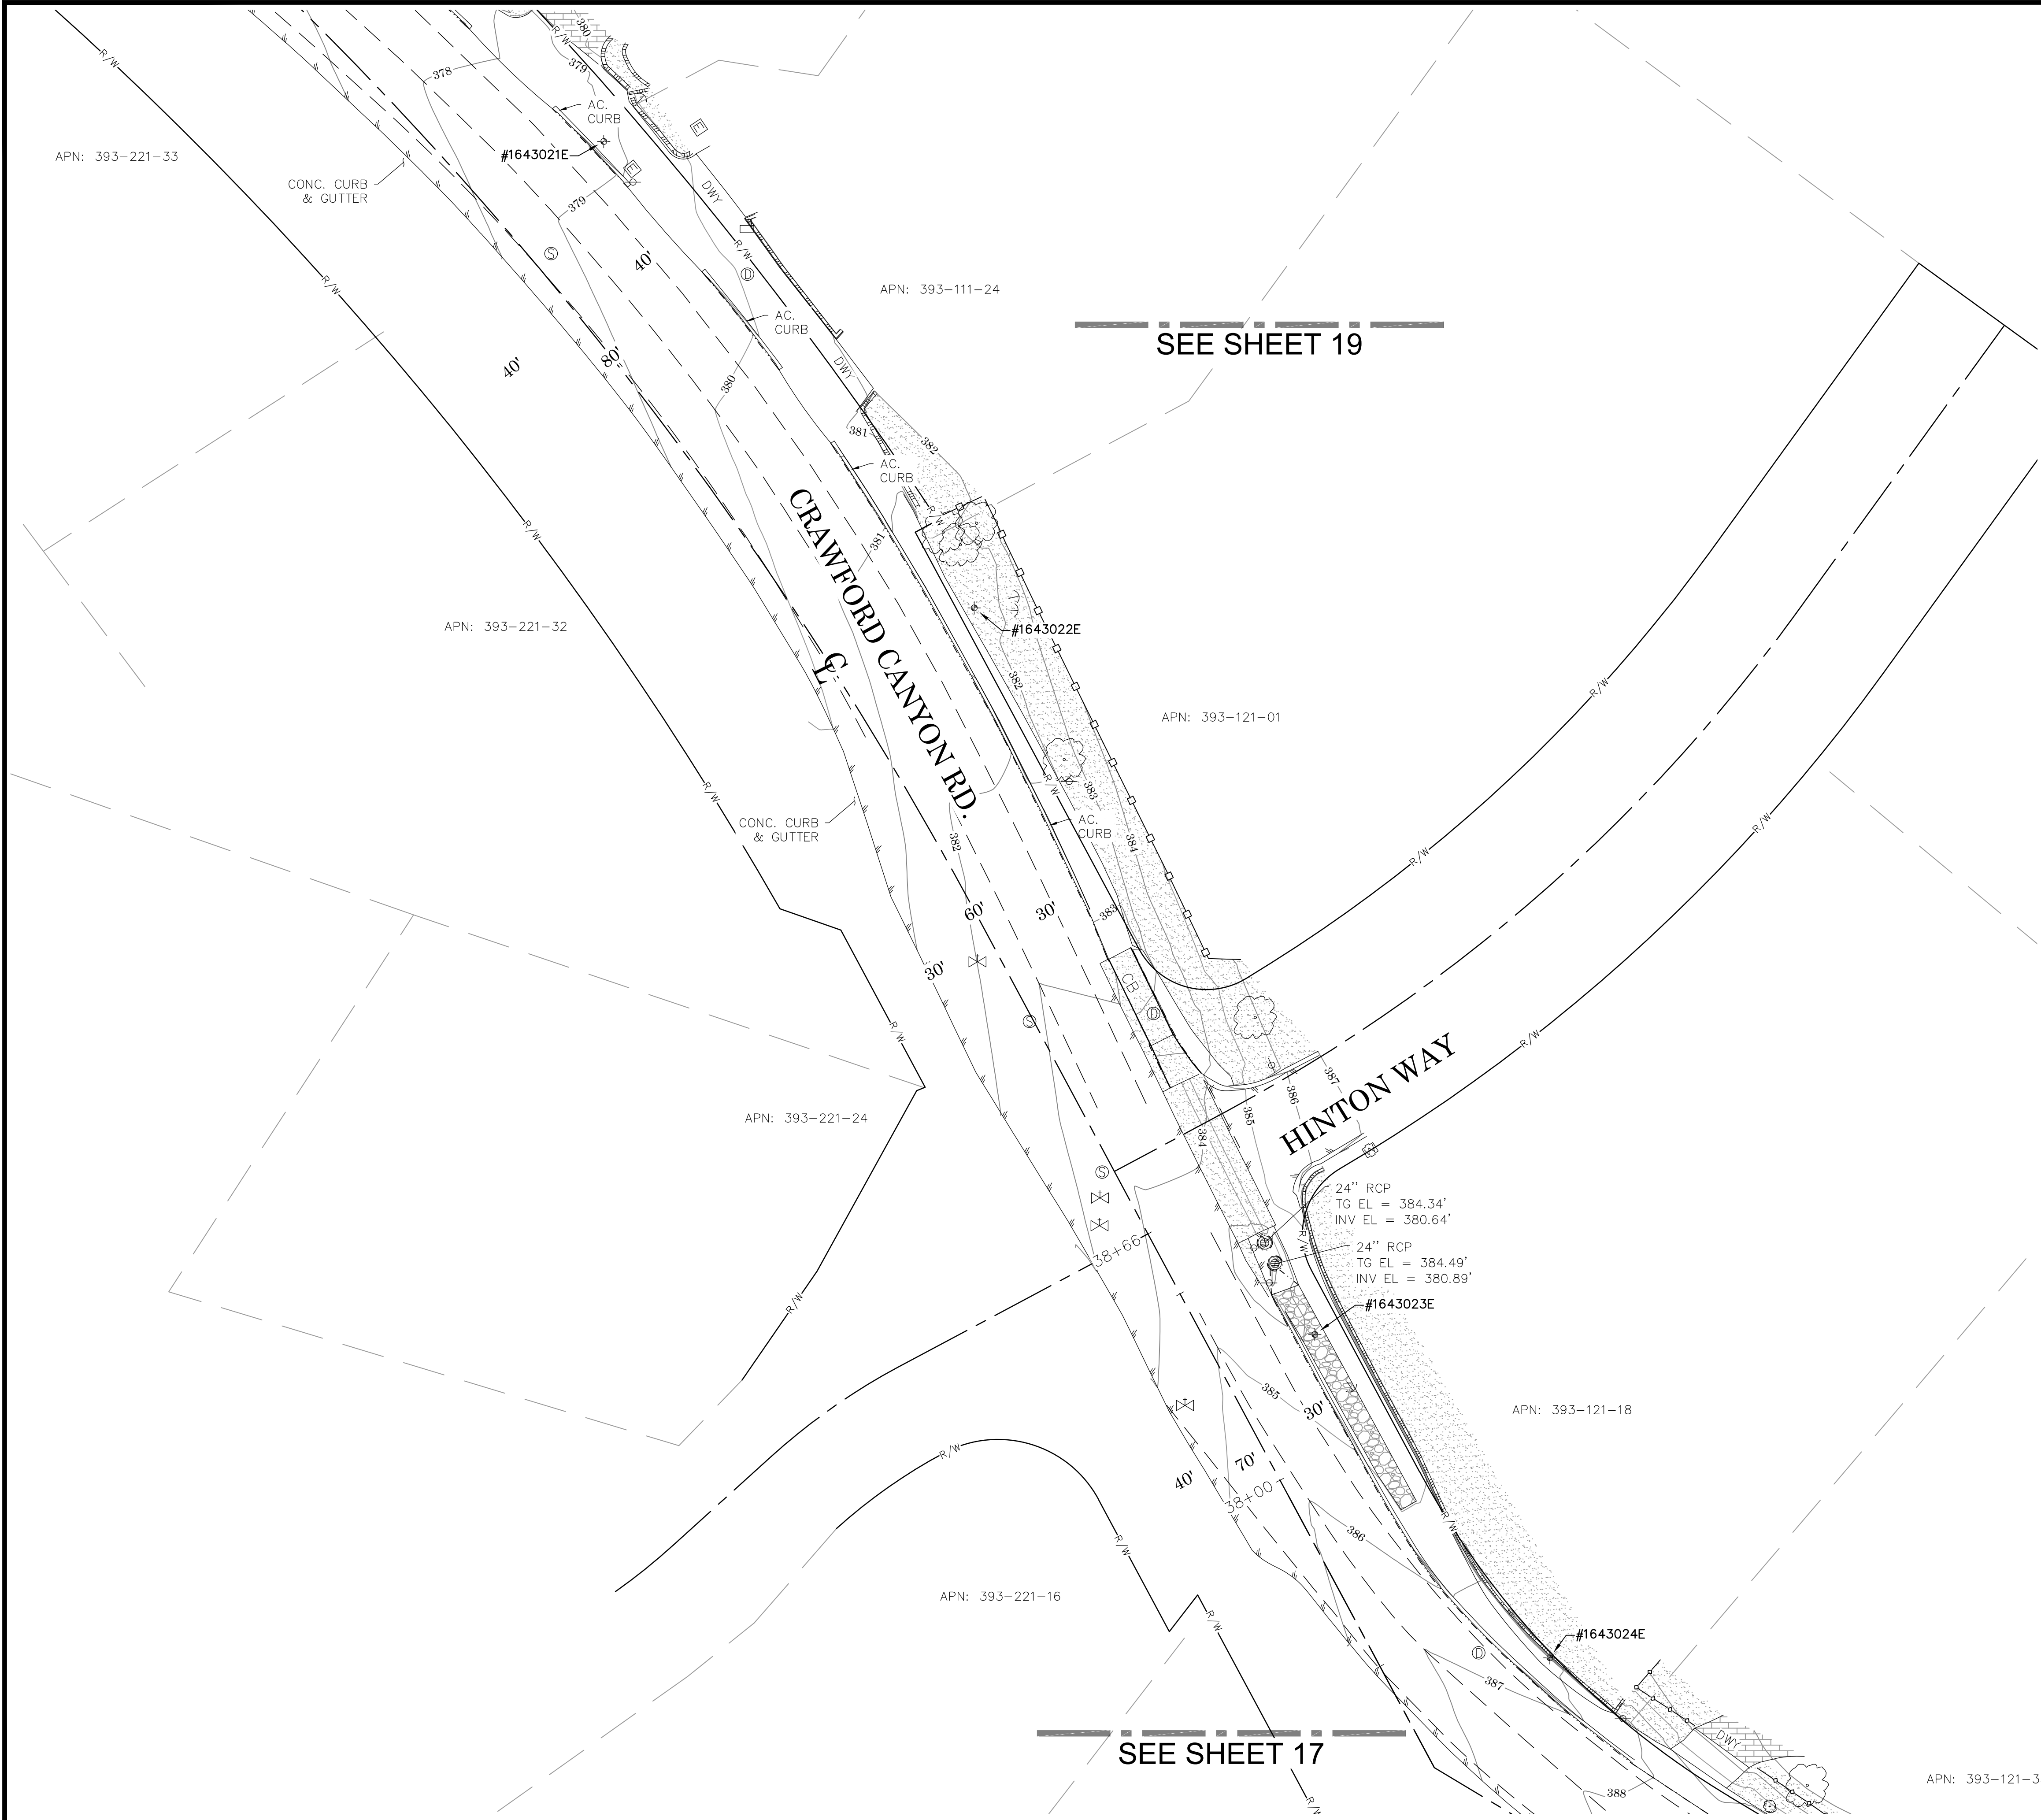 380
R/W
R/W
379
378
AC.
CURB
E
#1643021E
APN: 393-221-33
E
CONC. CURB
& GUTTER
DWY
379
R/W
S
40'
D
R/W
APN: 393-111-24
AC.
CURB
SEE SHEET 19
80'
40'
DWY
380
381
382
AC.
CURB
R/W
R/W
381
CRAWFORD CANYON RD.
APN: 393-221-32
#1643022E
CL
382
R/W
APN: 393-121-01
R/W
R/W
383
CONC. CURB
& GUTTER
AC.
CURB
R/W
382
384
R/W
60'
30'
383
30'
CB
D
S
R/W
R/W
HINTON WAY
387
386
385
APN: 393-221-24
384
S
24" RCP
TG EL = 384.34'
INV EL = 380.64'
R/W
38+66
24" RCP
TG EL = 384.49'
INV EL = 380.89'
R/W
#1643023E
385
30'
APN: 393-121-18
R/W
70'
40'
38+00
R/W
R/W
386
APN: 393-221-16
R/W
#1643024E
D
387
SEE SHEET 17
DWY
APN: 393-121-3
388
R/W